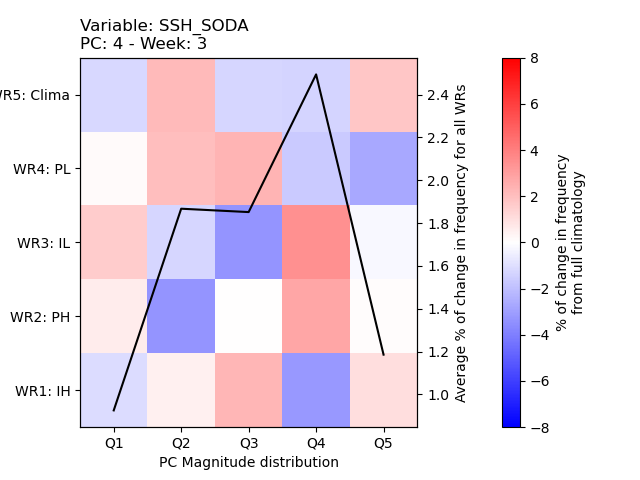 Variable: SSH_SODA
PC: 4 - Week: 3
WR5: Clima
WR4: PL
WR3: IL
WR2: PH
WR1: IH
Q1 Q2 Q3 Q4 Q5
PC Magnitude distribution
2.4
2.2
2.0
1.8
1.6
1.4
1.2
1.0
Average % of change in frequency for all WRs
8
6
4
2
0
−2
−4
−6
−8
% of change in frequency
from full climatology